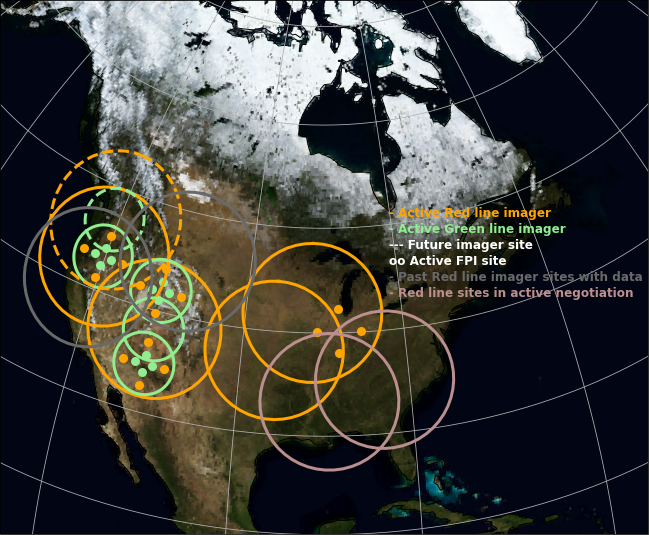 - Active Red line imager
- Active Green line imager
--- Future imager site
oo Active FPI site
- Past Red line imager sites with data
- Red line sites in active negotiation